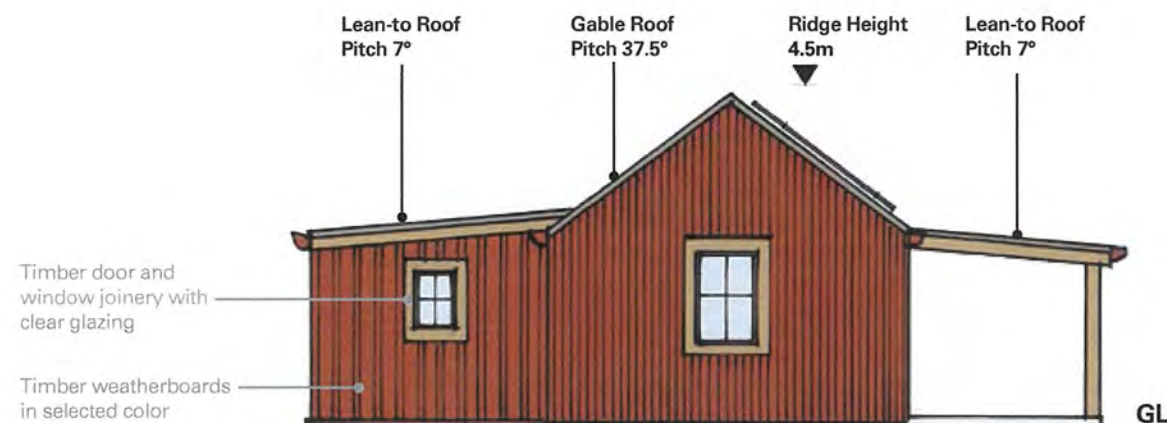 Lean-to Roof
Pitch 7°
Gable Roof
Pitch 37.5°
Ridge Height
4.5m
Lean-to Roof
Pitch 7°
Timber door and
window joinery with
clear glazing
Timber weatherboards
in selected color
GL